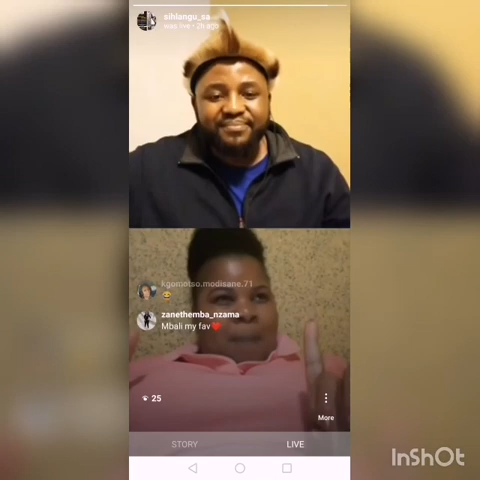 sihlangu_sa
was live • 2h ago
kgomotso.modisane.71
zanethemba_nzama
Mbali my fav❤️
25
More
STORY
LIVE
InShOt